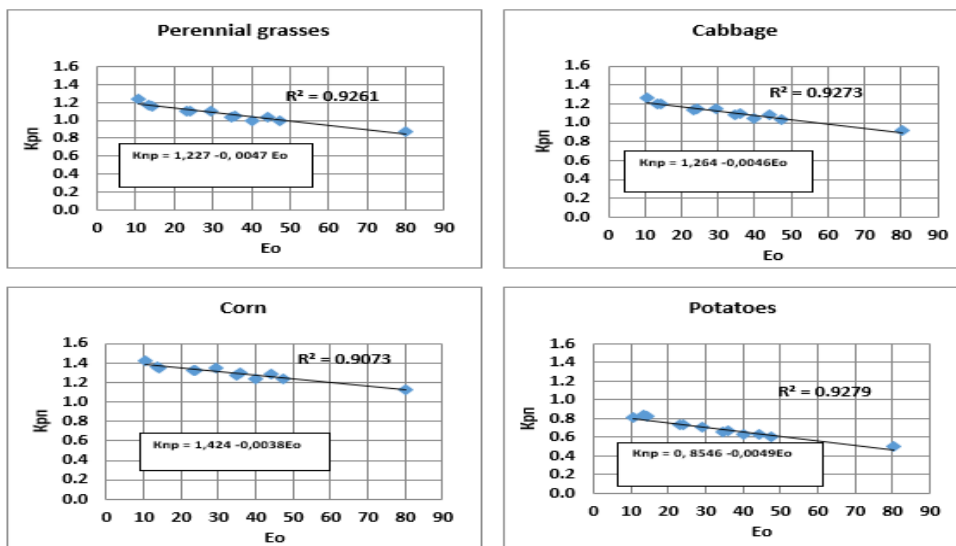 Perennial grasses
1.6
1.4
1.2
1.0
0.8
0.6
0.4
0.2
0.0
Kpn
R² = 0.9261
Кпр = 1,227 -0, 0047 Eo
0 10 20 30 40 50 60 70 80 90
Eo
Cabbage
1.6
1.4
1.2
1.0
0.8
0.6
0.4
0.2
0.0
Kpn
R² = 0.9273
Кпр = 1,264 -0,0046Eo
0 10 20 30 40 50 60 70 80 90
Eo
Corn
1.6
1.4
1.2
1.0
0.8
0.6
0.4
0.2
0.0
Kpn
R² = 0.9073
Кпр = 1,424 -0,0038Eo
0 10 20 30 40 50 60 70 80 90
Eo
Potatoes
1.6
1.4
1.2
1.0
0.8
0.6
0.4
0.2
0.0
Kpn
R² = 0.9279
Кпр = 0, 8546 -0,0049Eo
0 10 20 30 40 50 60 70 80 90
Eo